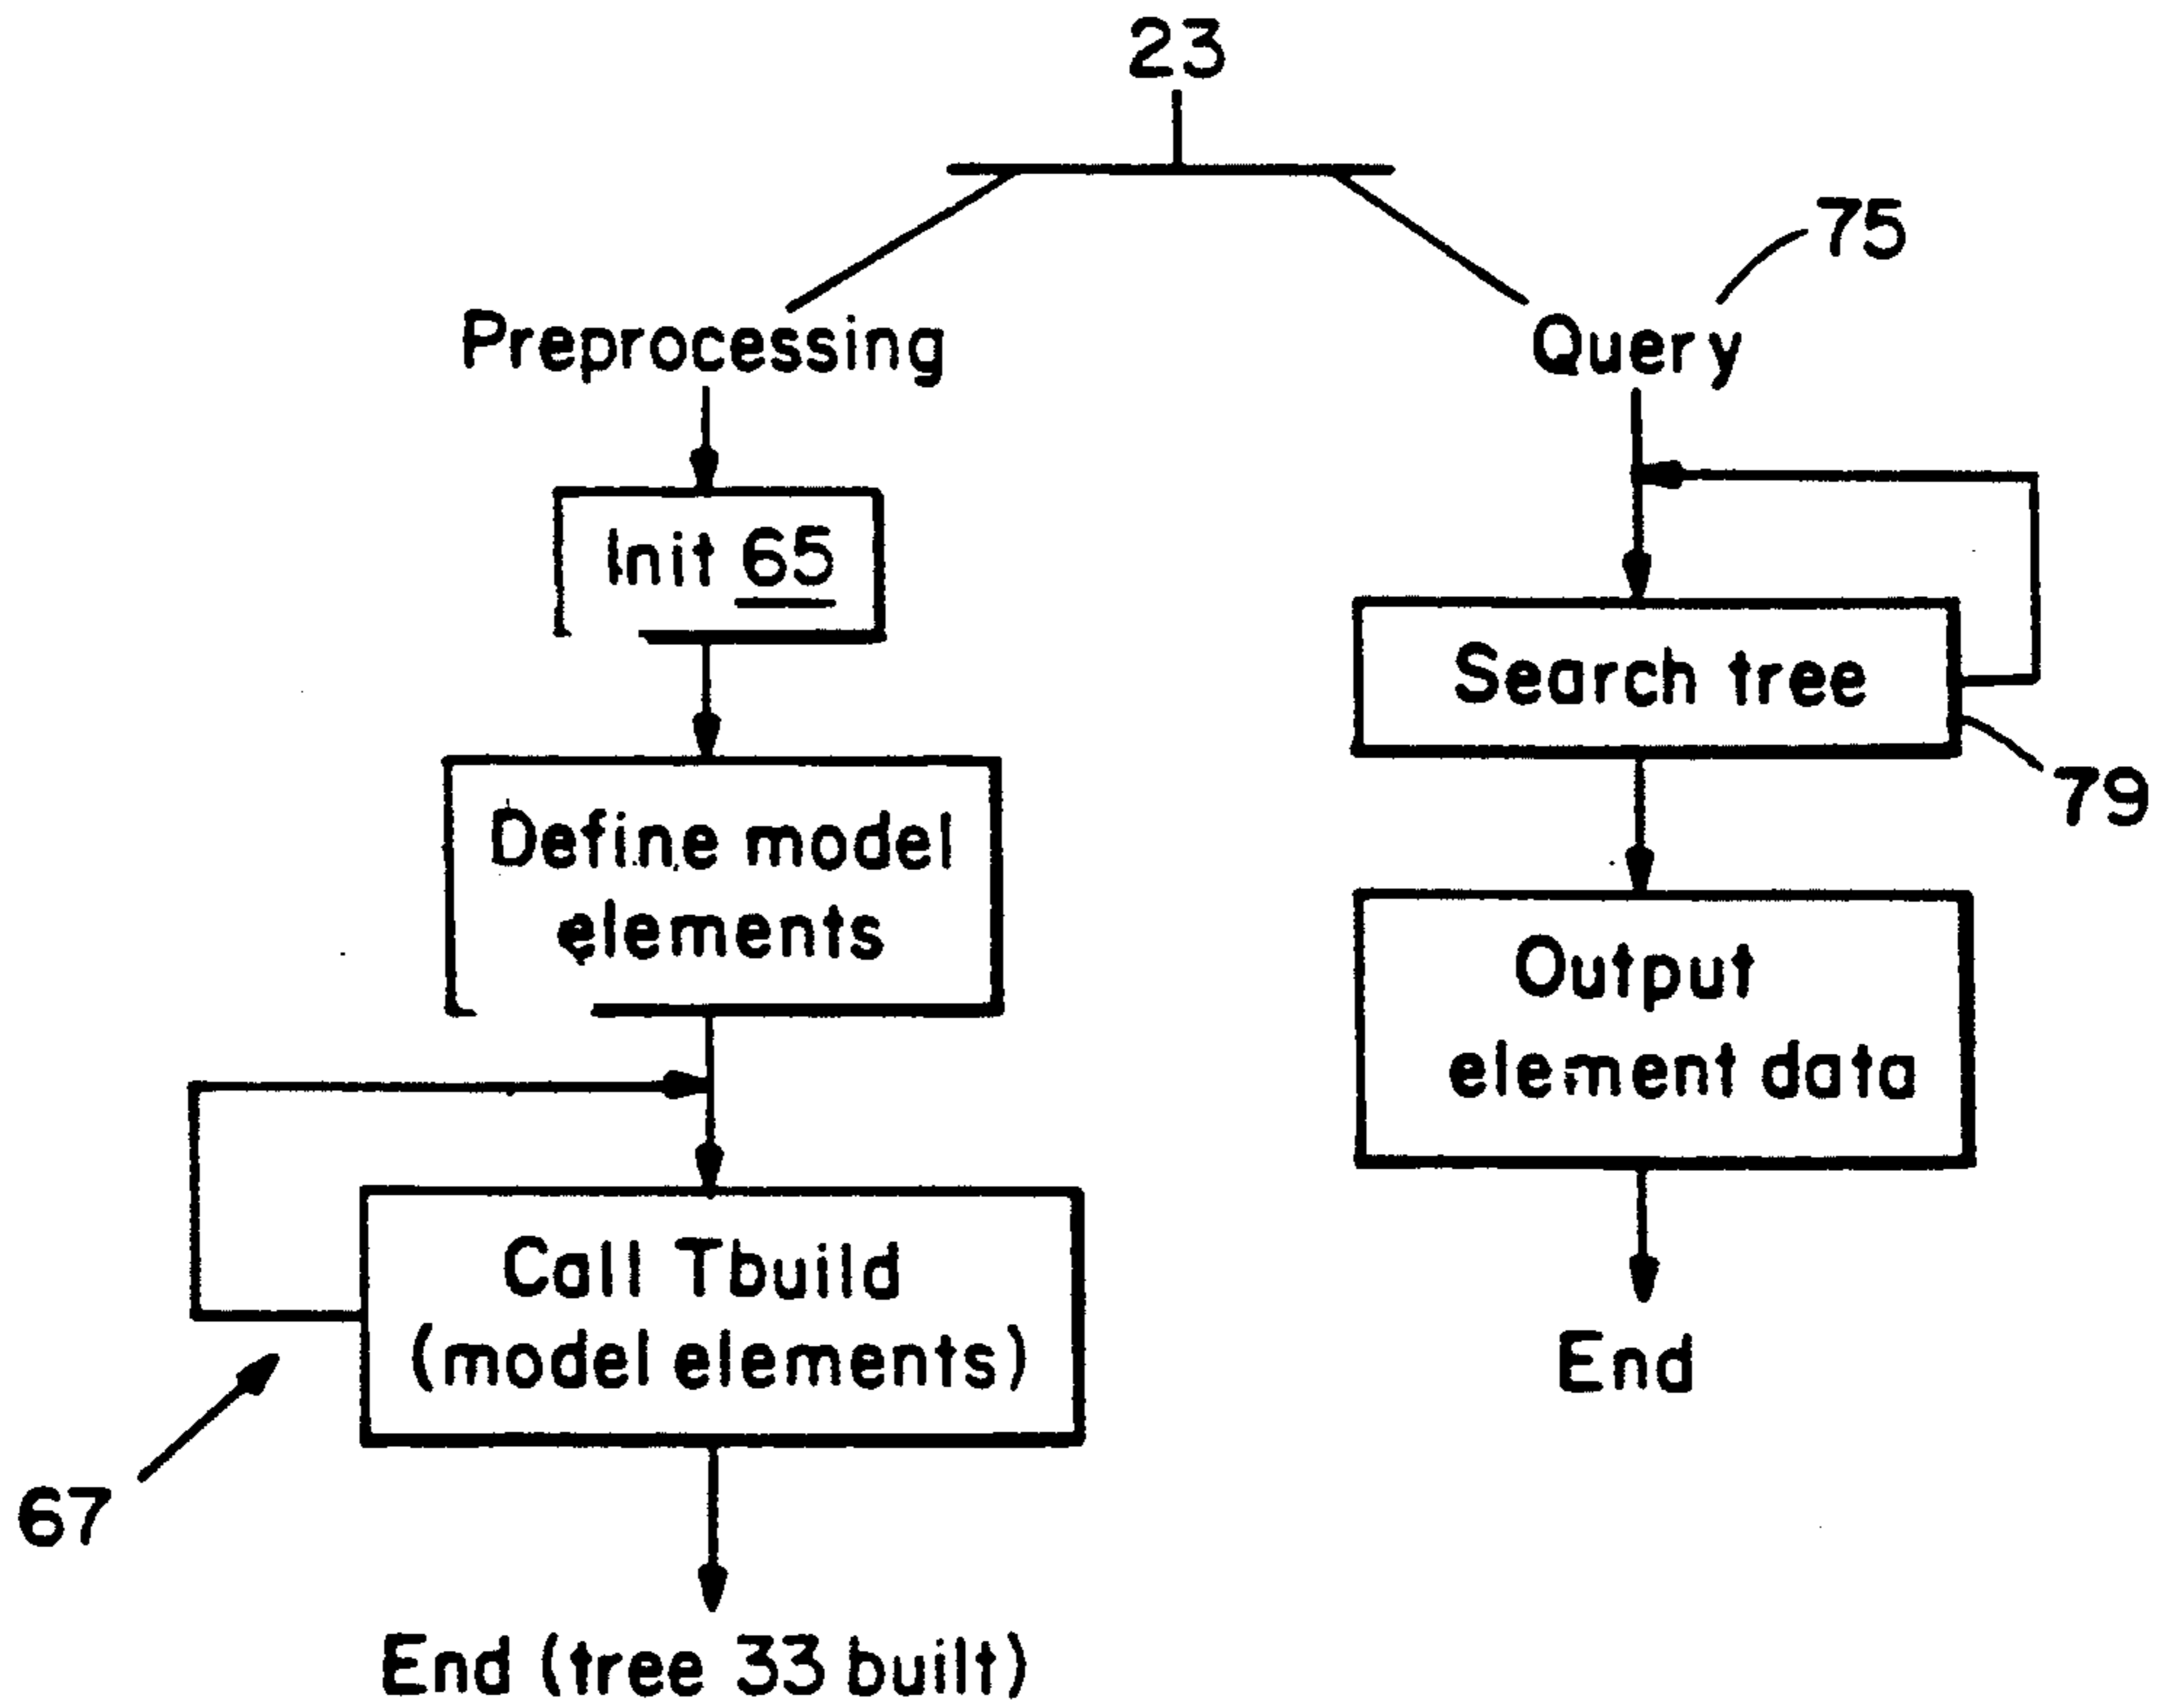 23
75
Preprocessing
Query
Init 65
Search tree
79
Define model
elements
Output
element data
Call Tbuild
(model elements)
End
67
End (tree 33 built)